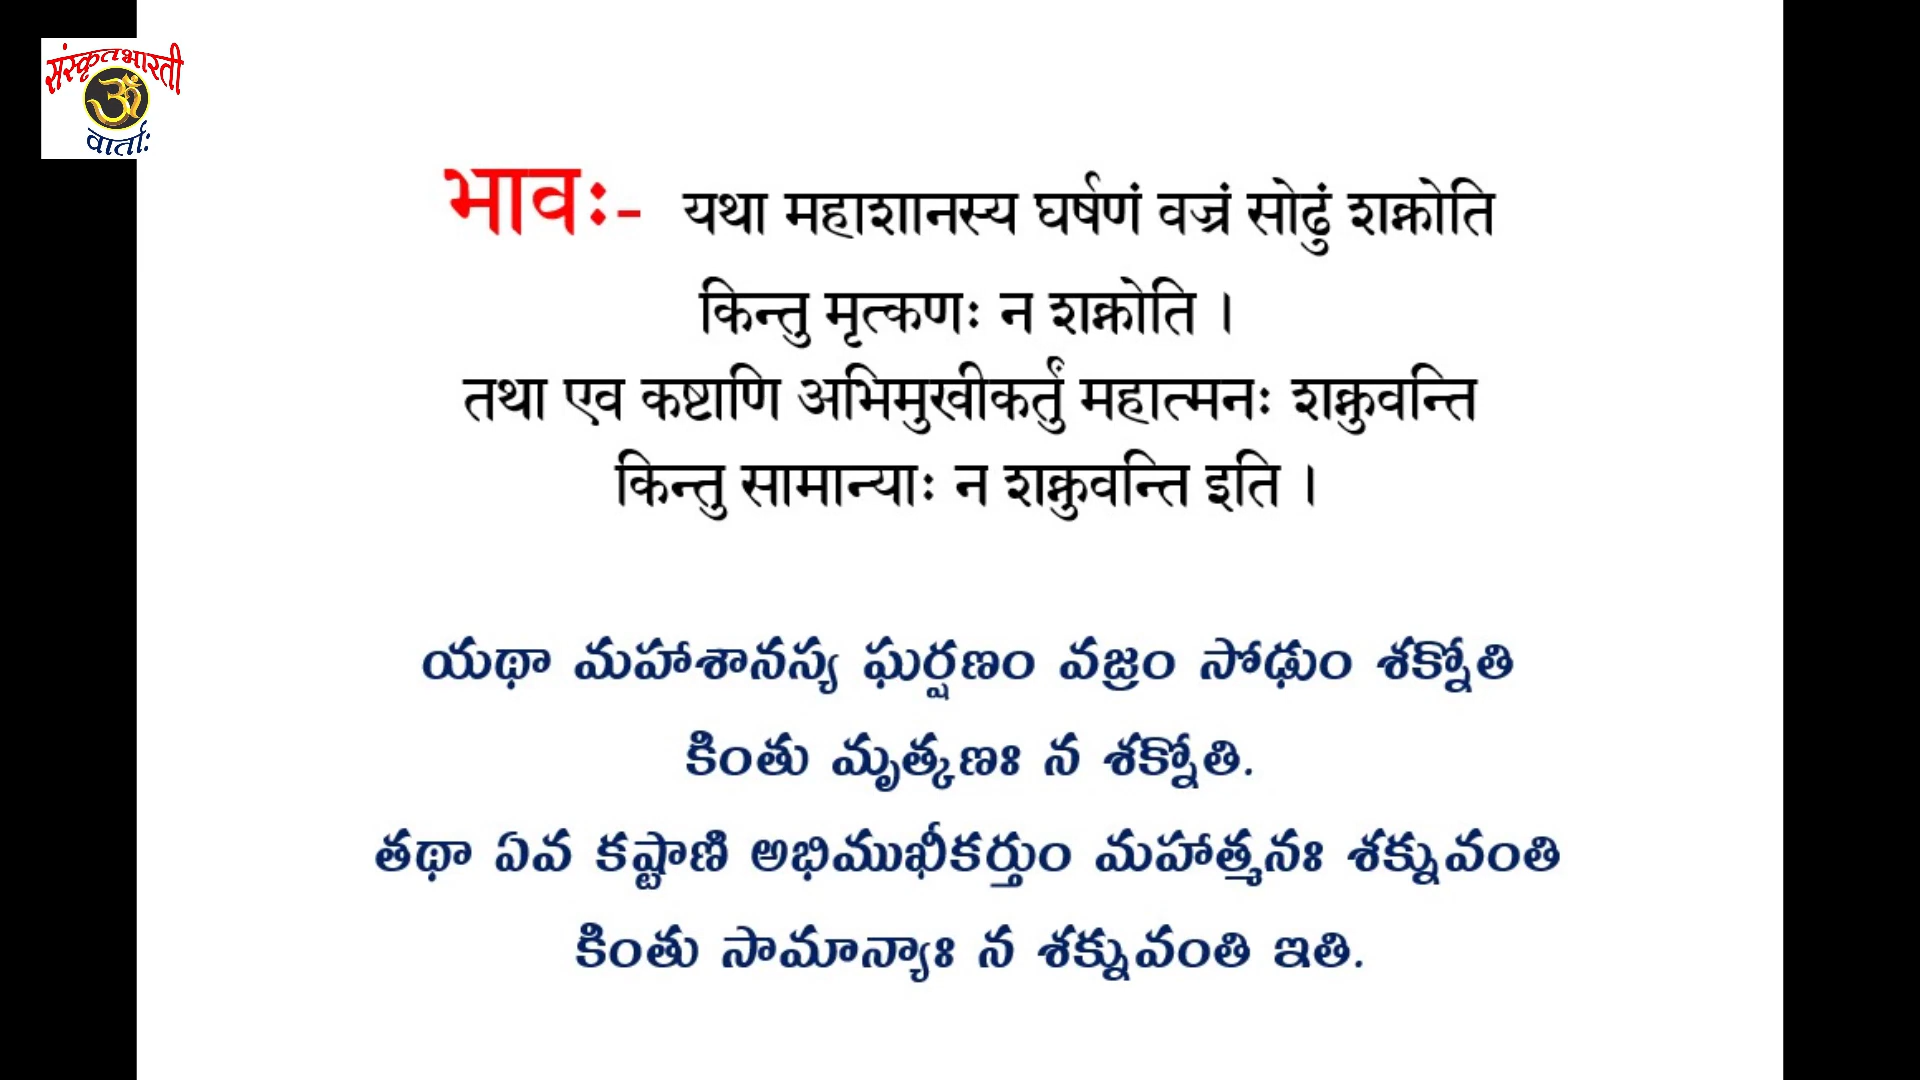 संस्कृतभारती
ॐ
वार्ताः
भावः- यथा महाशानस्य घर्षणं वज्रं सोढुं शक्नोति
किन्तु मृत्कणः न शक्नोति ।
तथा एव कष्टाणि अभिमुखीकर्तुं महात्मनः शक्नुवन्ति
किन्तु सामान्याः न शक्नुवन्ति इति ।
యథా మహాశానస్య ఘర్షణం వజ్రం సోఢుం శక్నోతి
కింతు మృత్కణః న శక్నోతి.
తథా ఏవ కష్టాణి అభిముఖీకర్తుం మహాత్మనః శక్నువంతి
కింతు సామాన్యాః న శక్నువంతి ఇతి.